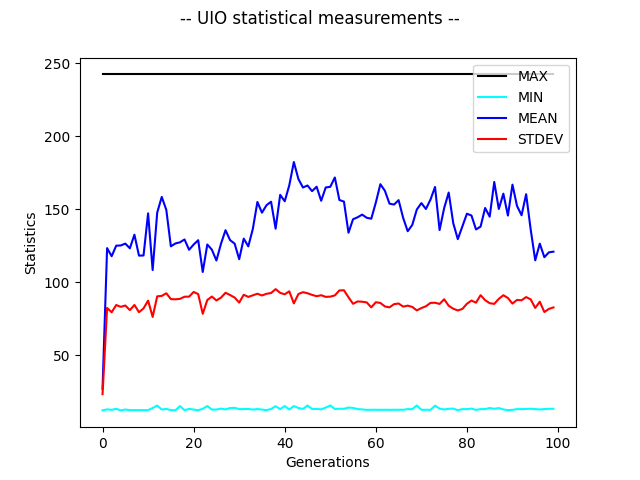 -- UIO statistical measurements --
250
200
150
100
50
Statistics
MAX
MIN
MEAN
STDEV
0 20 40 60 80 100
Generations